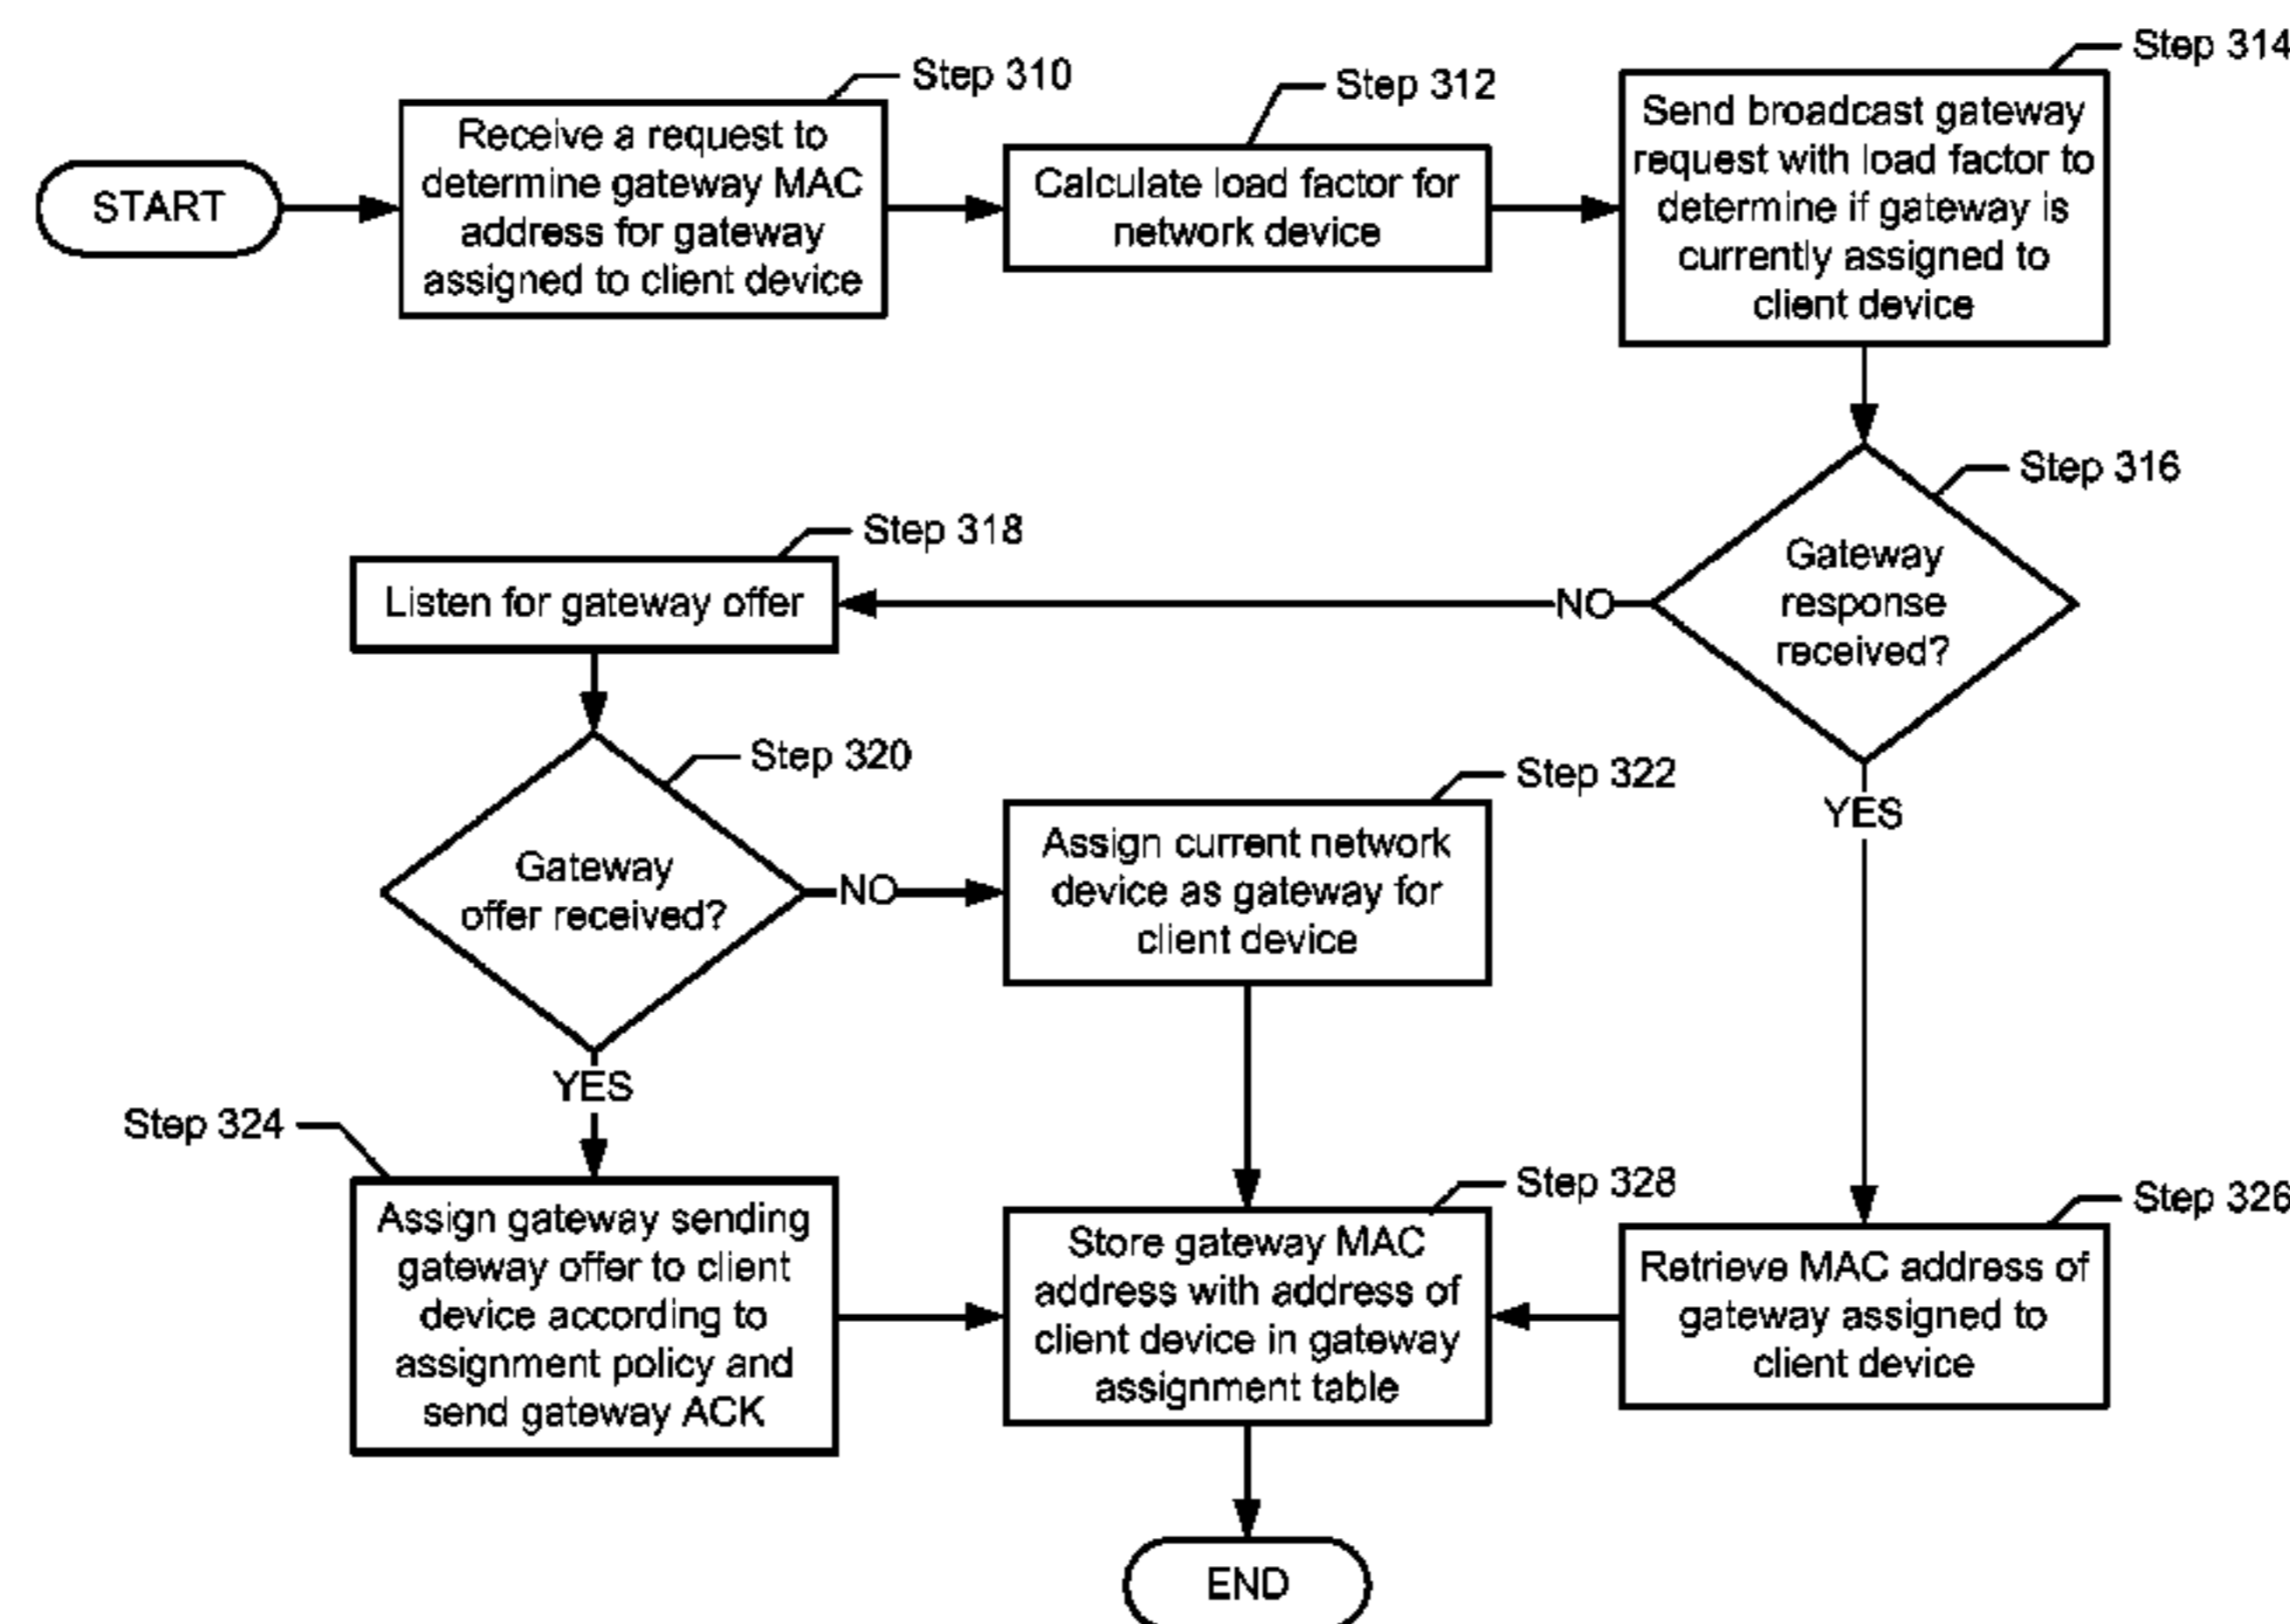 START
Step 310
Receive a request to
determine gateway MAC
address for gateway
assigned to client device
Step 312
Calculate load factor for
network device
Step 314
Send broadcast gateway
request with load factor to
determine if gateway is
currently assigned to
client device
Step 316
Gateway
response
received?
NO
YES
Step 318
Listen for gateway offer
Step 320
Gateway
offer received?
NO
YES
Step 322
Assign current network
device as gateway for
client device
Step 324
Assign gateway sending
gateway offer to client
device according to
assignment policy and
send gateway ACK
Step 328
Store gateway MAC
address with address of
client device in gateway
assignment table
Step 326
Retrieve MAC address of
gateway assigned to
client device
END